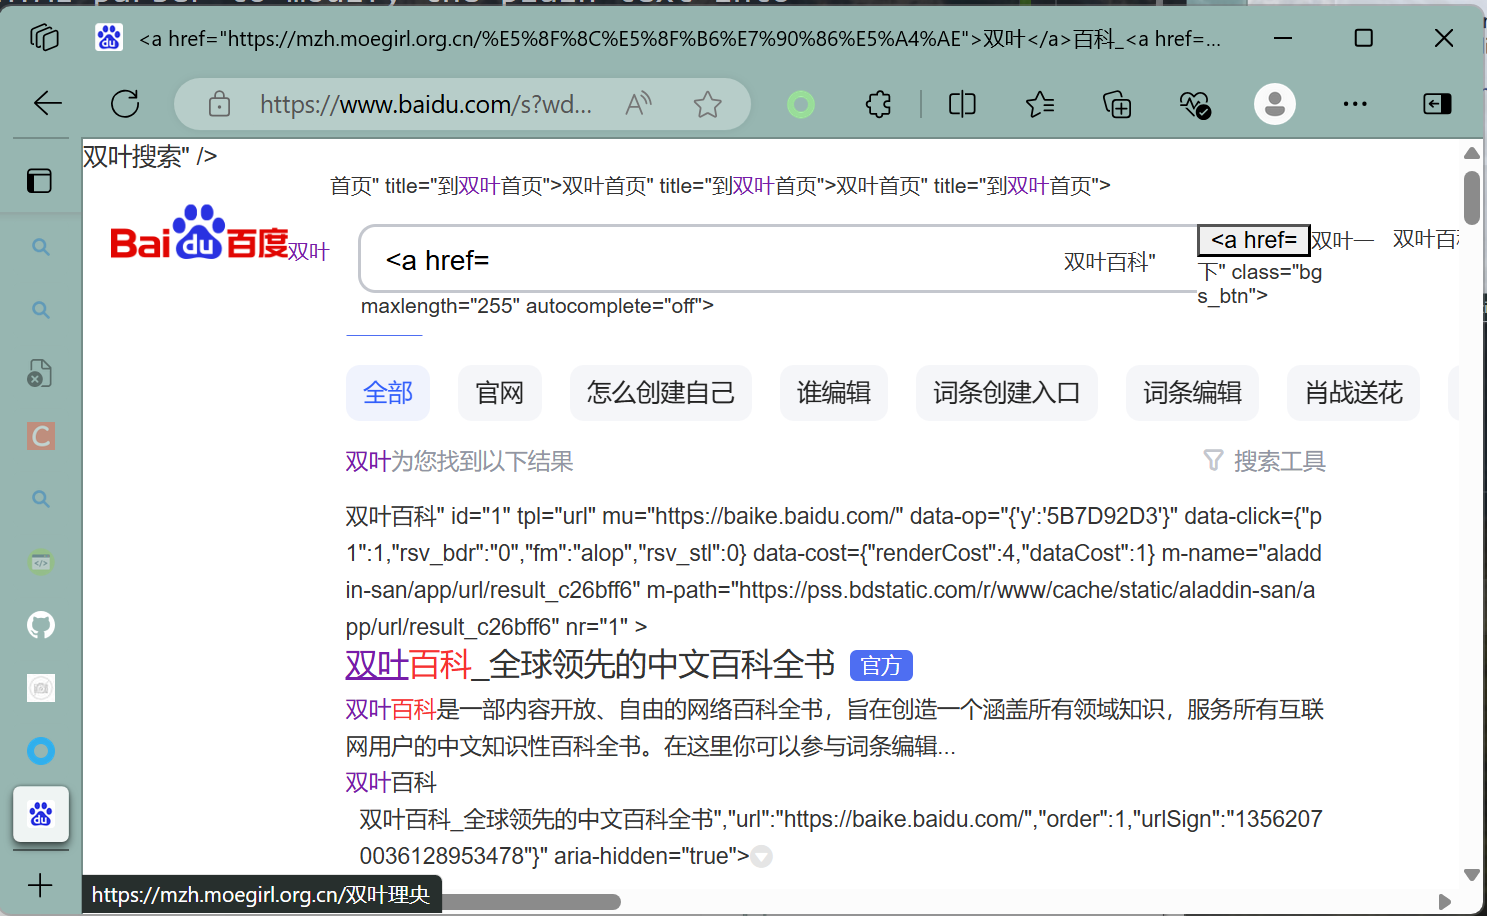 <a href="https://mzh.moegirl.org.cn/%E5%8F%8C%E5%8F%B6%E7%90%86%E5%A4%AE">双叶</a>百科_<a href=...
https://www.baidu.com/s?wd...
双叶搜索" />
首页" title="到双叶首页">双叶首页" title="到双叶首页">双叶首页" title="到双叶首页">
Bai du 百度双叶
<a href=
双叶百科"
<a href=
双叶一
双叶百科
下" class="bg
s_btn">
maxlength="255" autocomplete="off">
全部 官网 怎么创建自己 谁编辑 词条创建入口 词条编辑 肖战送花
双叶为您找到以下结果 搜索工具
双叶百科" id="1" tpl="url" mu="https://baike.baidu.com/" data-op="{'y':'5B7D92D3'}" data-click={"p
1":1,"rsv_bdr":"0","fm":"alop","rsv_stl":0} data-cost={"renderCost":4,"dataCost":1} m-name="aladd
in-san/app/url/result_c26bff6" m-path="https://pss.bdstatic.com/r/www/cache/static/aladdin-san/a
pp/url/result_c26bff6" nr="1" >
双叶百科_全球领先的中文百科全书 官方
双叶百科是一部内容开放、自由的网络百科全书，旨在创造一个涵盖所有领域知识，服务所有互联
网用户的中文知识性百科全书。在这里你可以参与词条编辑...
双叶百科
双叶百科_全球领先的中文百科全书","url":"https://baike.baidu.com/","order":1,"urlSign":"1356207
0036128953478"}" aria-hidden="true">
https://mzh.moegirl.org.cn/双叶理央